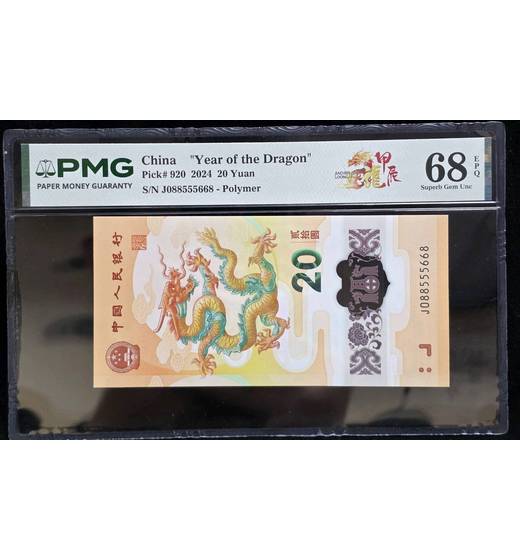 PMG
PAPER MONEY GUARANTY
China "Year of the Dragon"
Pick# 920 2024 20 Yuan
S/N J088555668 - Polymer
甲辰
68
EPQ
Superb Gem Unc
中國人民銀行
貳拾圓
20
J088555668